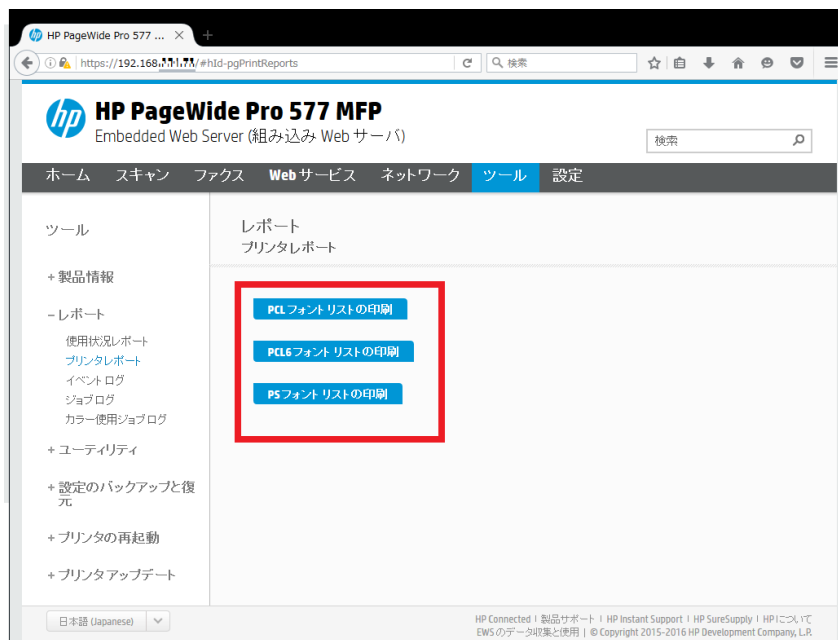 HP PageWide Pro 577 ...
https://192.168. /#hId-pgPrintReports
検索
hp
HP PageWide Pro 577 MFP
Embedded Web Server (組み込み Web サーバ)
検索
ホーム スキャン ファクス Web サービス ネットワーク ツール 設定
ツール
+ 製品情報
- レポート
使用状況レポート
プリンタレポート
イベント ログ
ジョブログ
カラー使用ジョブログ
+ ユーティリティ
+ 設定のバックアップと復
元
+ プリンタの再起動
+ プリンタ アップデート
レポート
プリンタレポート
PCL フォント リストの印刷
PCL6 フォント リストの印刷
PS フォント リストの印刷
日本語 (Japanese)
HP Connected | 製品サポート | HP Instant Support | HP SureSupply | HP について
EWS のデータ収集と使用 | © Copyright 2015-2016 HP Development Company, L.P.